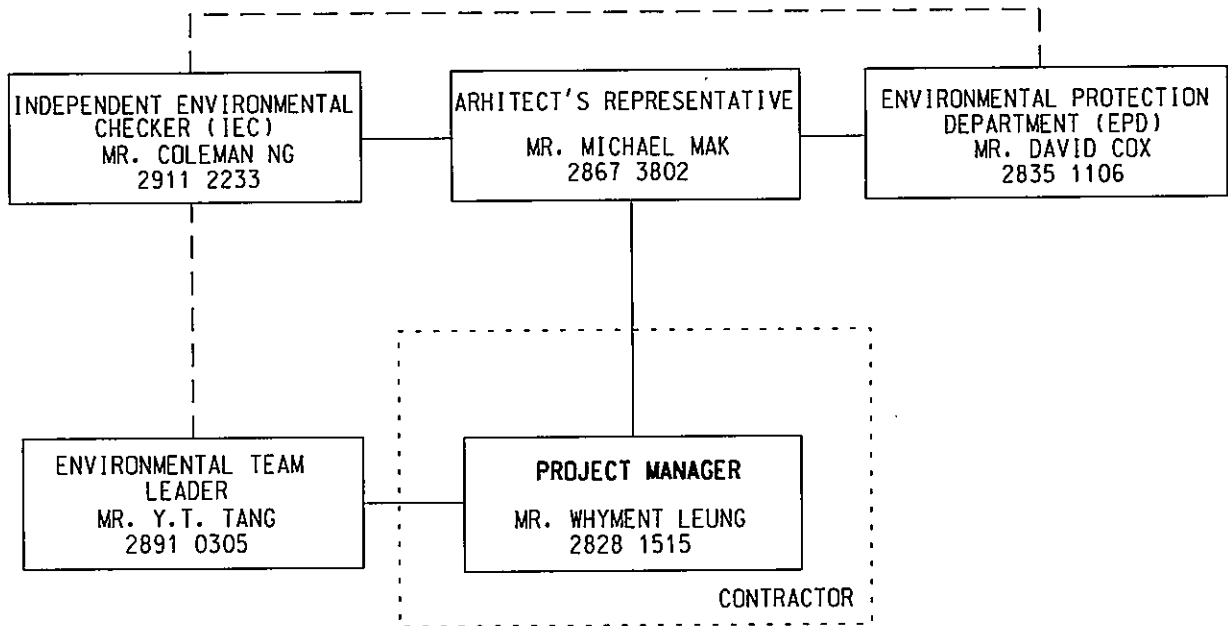 INDEPENDENT ENVIRONMENTAL
CHECKER (IEC)
MR. COLEMAN NG
2911 2233
ARHITECT'S REPRESENTATIVE
MR. MICHAEL MAK
2867 3802
ENVIRONMENTAL PROTECTION
DEPARTMENT (EPD)
MR. DAVID COX
2835 1106
ENVIRONMENTAL TEAM
LEADER
MR. Y.T. TANG
2891 0305
PROJECT MANAGER
MR. WHYMENT LEUNG
2828 1515
CONTRACTOR